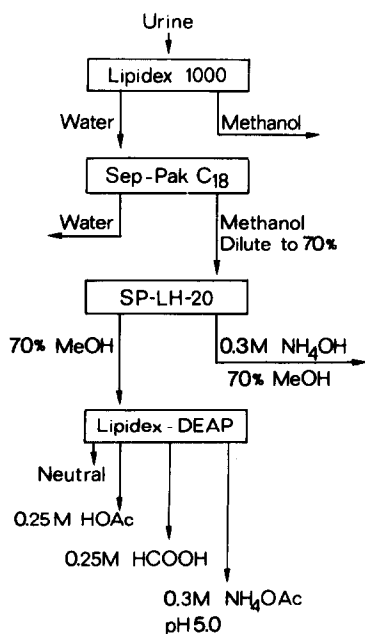 Urine
Lipidex 1000
Water
Methanol
Sep-Pak C₁₈
Water
Methanol
Dilute to 70%
SP-LH-20
70% MeOH
0.3M NH₄OH
70% MeOH
Lipidex-DEAP
Neutral
0.25M HOAc
0.25M HCOOH
0.3M NH₄OAc
pH 5.0